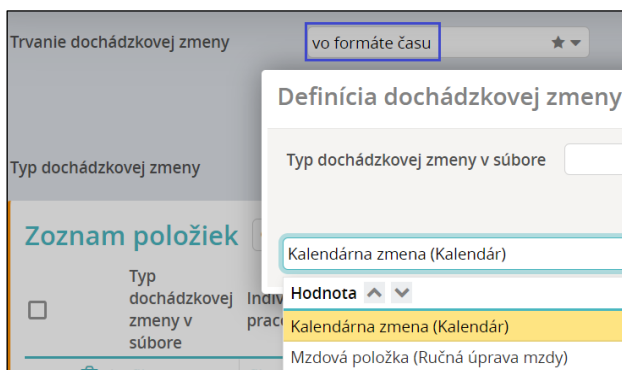 Trvanie dochádzkovej zmeny
vo formáte času
Definícia dochádzkovej zmeny
Typ dochádzkovej zmeny v súbore
Typ dochádzkovej zmeny
Zoznam položiek
Kalendárna zmena (Kalendár)
Typ
dochádzkovej
zmeny v
súbore
Hodnota
Kalendárna zmena (Kalendár)
Mzdová položka (Ručná úprava mzdy)